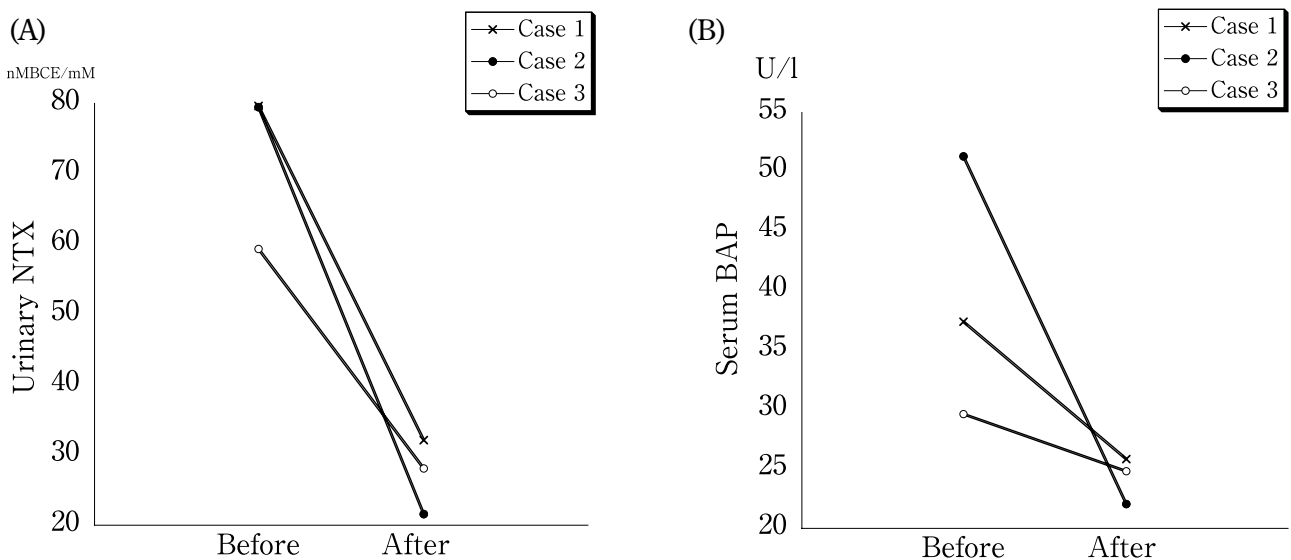 (A)
Case 1
Case 2
Case 3
nMBCE/mM
80
70
60
50
40
30
20
Urinary NTX
Before After
(B)
Case 1
Case 2
Case 3
U/l
55
50
45
40
35
30
25
20
Serum BAP
Before After